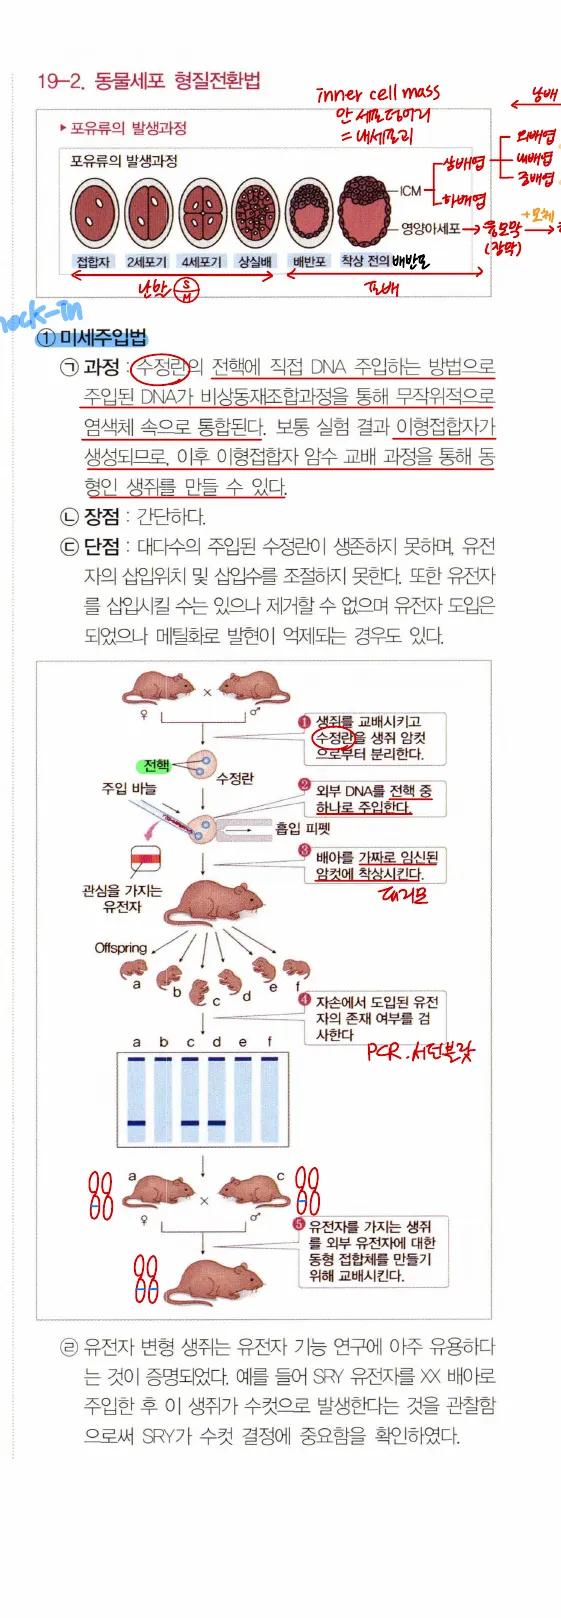 19-2. 동물세포 형질전환법
inner cell mass
안 세포 덩어리
= 내세포괴
낭배
▶ 포유류의 발생과정
포유류의 발생과정
ICM
상배엽
하배엽
외배엽
내배엽
중배엽
영양아세포
융모막
(장막)
+모체
접합자 2세포기 4세포기 상실배 배반포 착상 전의 배반포
난할 S M
포배
① 미세주입법
㉠ 과정 : 수정란의 전핵에 직접 DNA 주입하는 방법으로
주입된 DNA가 비상동재조합과정을 통해 무작위적으로
염색체 속으로 통합된다. 보통 실험 결과 이형접합자가
생성되므로, 이후 이형접합자 암수 교배 과정을 통해 동
형인 생쥐를 만들 수 있다.
㉡ 장점 : 간단하다.
㉢ 단점 : 대다수의 주입된 수정란이 생존하지 못하며, 유전
자의 삽입위치 및 삽입수를 조절하지 못한다. 또한 유전자
를 삽입시킬 수는 있으나 제거할 수 없으며 유전자 도입은
되었으나 메틸화로 발현이 억제되는 경우도 있다.
♀ × ♂
❶ 생쥐를 교배시키고
수정란을 생쥐 암컷
으로부터 분리한다.
전핵
수정란
주입 바늘
❷ 외부 DNA를 전핵 중
하나로 주입한다.
흡입 피펫
❸ 배아를 가짜로 임신된
암컷에 착상시킨다.
대리모
관심을 가지는
유전자
Offspring
a b c d e f
❹ 자손에서 도입된 유전
자의 존재 여부를 검
사한다
PCR. 서던블랏
a b c d e f
a × c
♀ ♂
❺ 유전자를 가지는 생쥐
를 외부 유전자에 대한
동형 접합체를 만들기
위해 교배시킨다.
㉣ 유전자 변형 생쥐는 유전자 기능 연구에 아주 유용하다
는 것이 증명되었다. 예를 들어 SRY 유전자를 XX 배아로
주입한 후 이 생쥐가 수컷으로 발생한다는 것을 관찰함
으로써 SRY가 수컷 결정에 중요함을 확인하였다.